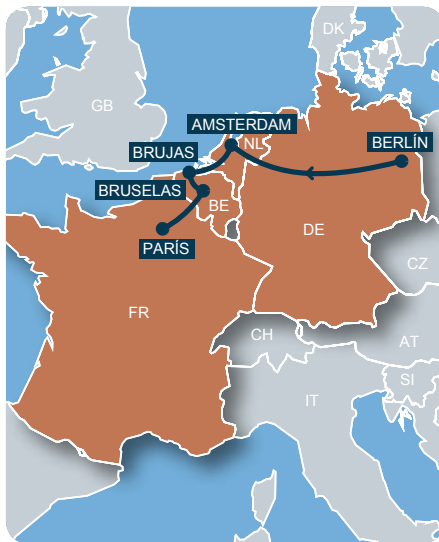 DK
GB
AMSTERDAM
NL
BERLÍN
BRUJAS
BRUSELAS
BE
PARÍS
DE
CZ
FR
CH
AT
SI
IT